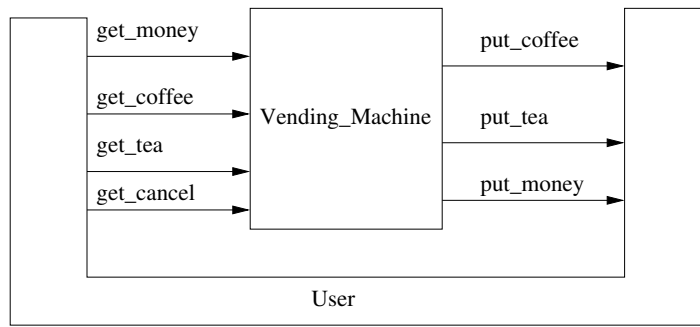 get_money
put_coffee
get_coffee
Vending_Machine
put_tea
get_tea
get_cancel
put_money
User